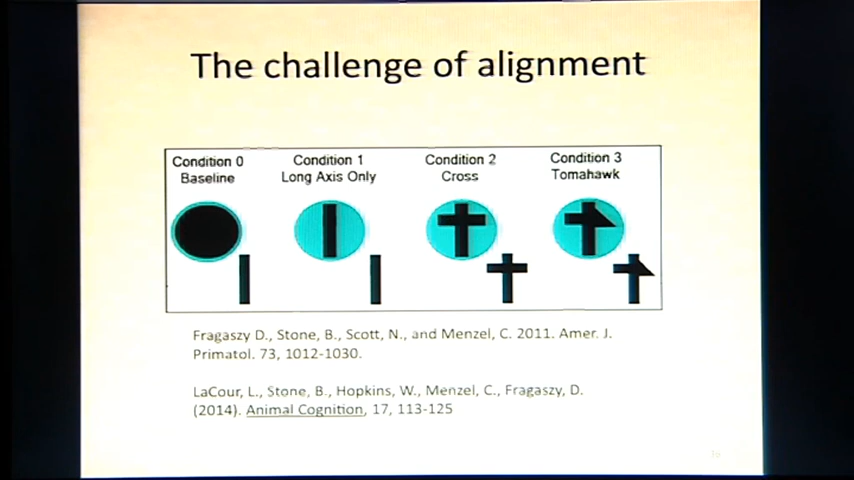 The challenge of alignment
Condition 0
Baseline
Condition 1
Long Axis Only
Condition 2
Cross
Condition 3
Tomahawk
Fragaszy D., Stone, B., Scott, N., and Menzel, C. 2011. Amer. J.
Primatol. 73, 1012-1030.
LaCour, L., Stone, B., Hopkins, W., Menzel, C., Fragaszy, D.
(2014). Animal Cognition, 17, 113-125